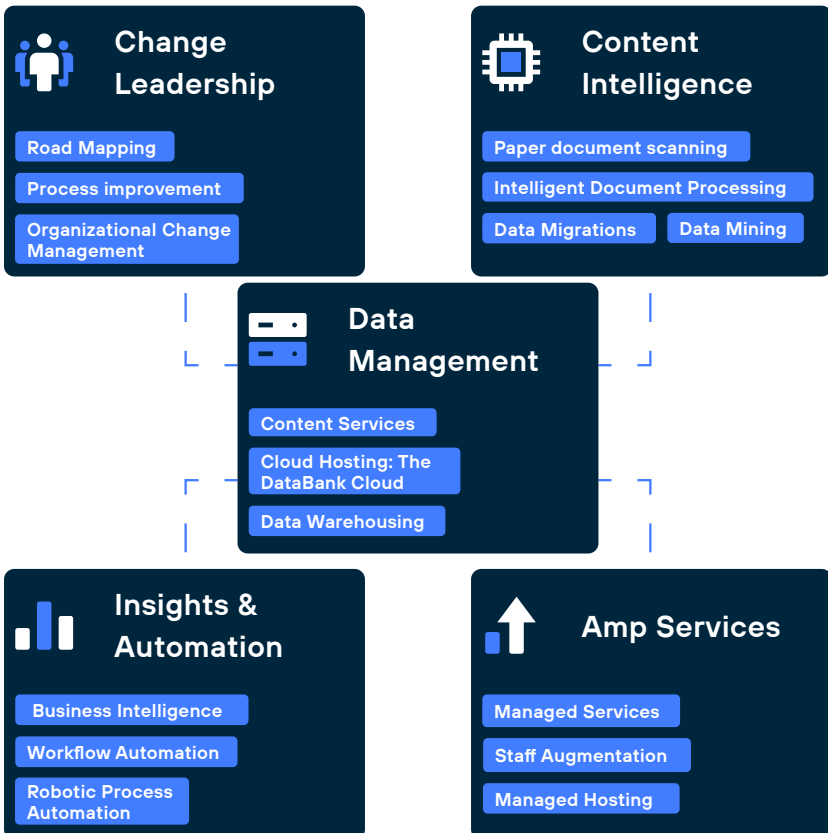 Change
Leadership
Road Mapping
Process improvement
Organizational Change
Management
Content
Intelligence
Paper document scanning
Intelligent Document Processing
Data Migrations
Data Mining
Data
Management
Content Services
Cloud Hosting: The
DataBank Cloud
Data Warehousing
Insights &
Automation
Business Intelligence
Workflow Automation
Robotic Process
Automation
Amp Services
Managed Services
Staff Augmentation
Managed Hosting